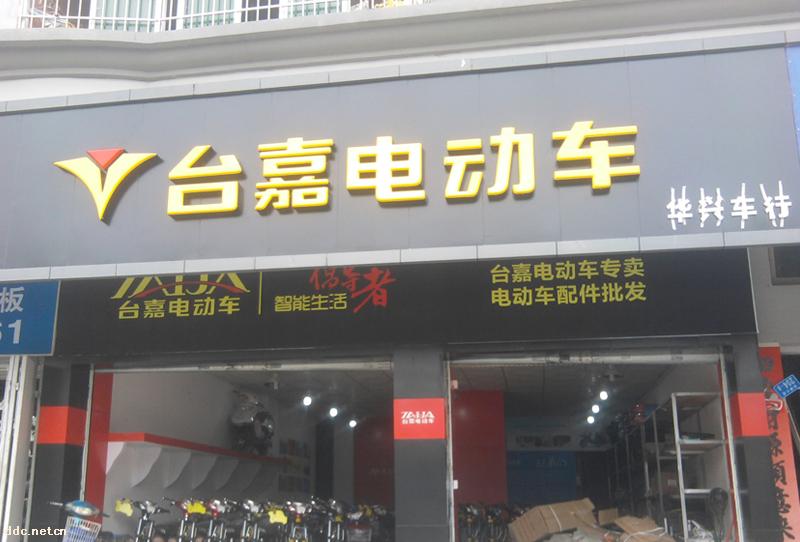 台嘉电动车
华兴车行
TAIJIA
台嘉电动车
智能生活
倡导者
台嘉电动车专卖
电动车配件批发
板
61
TAIJIA
台嘉电动车
ddc.net.cn